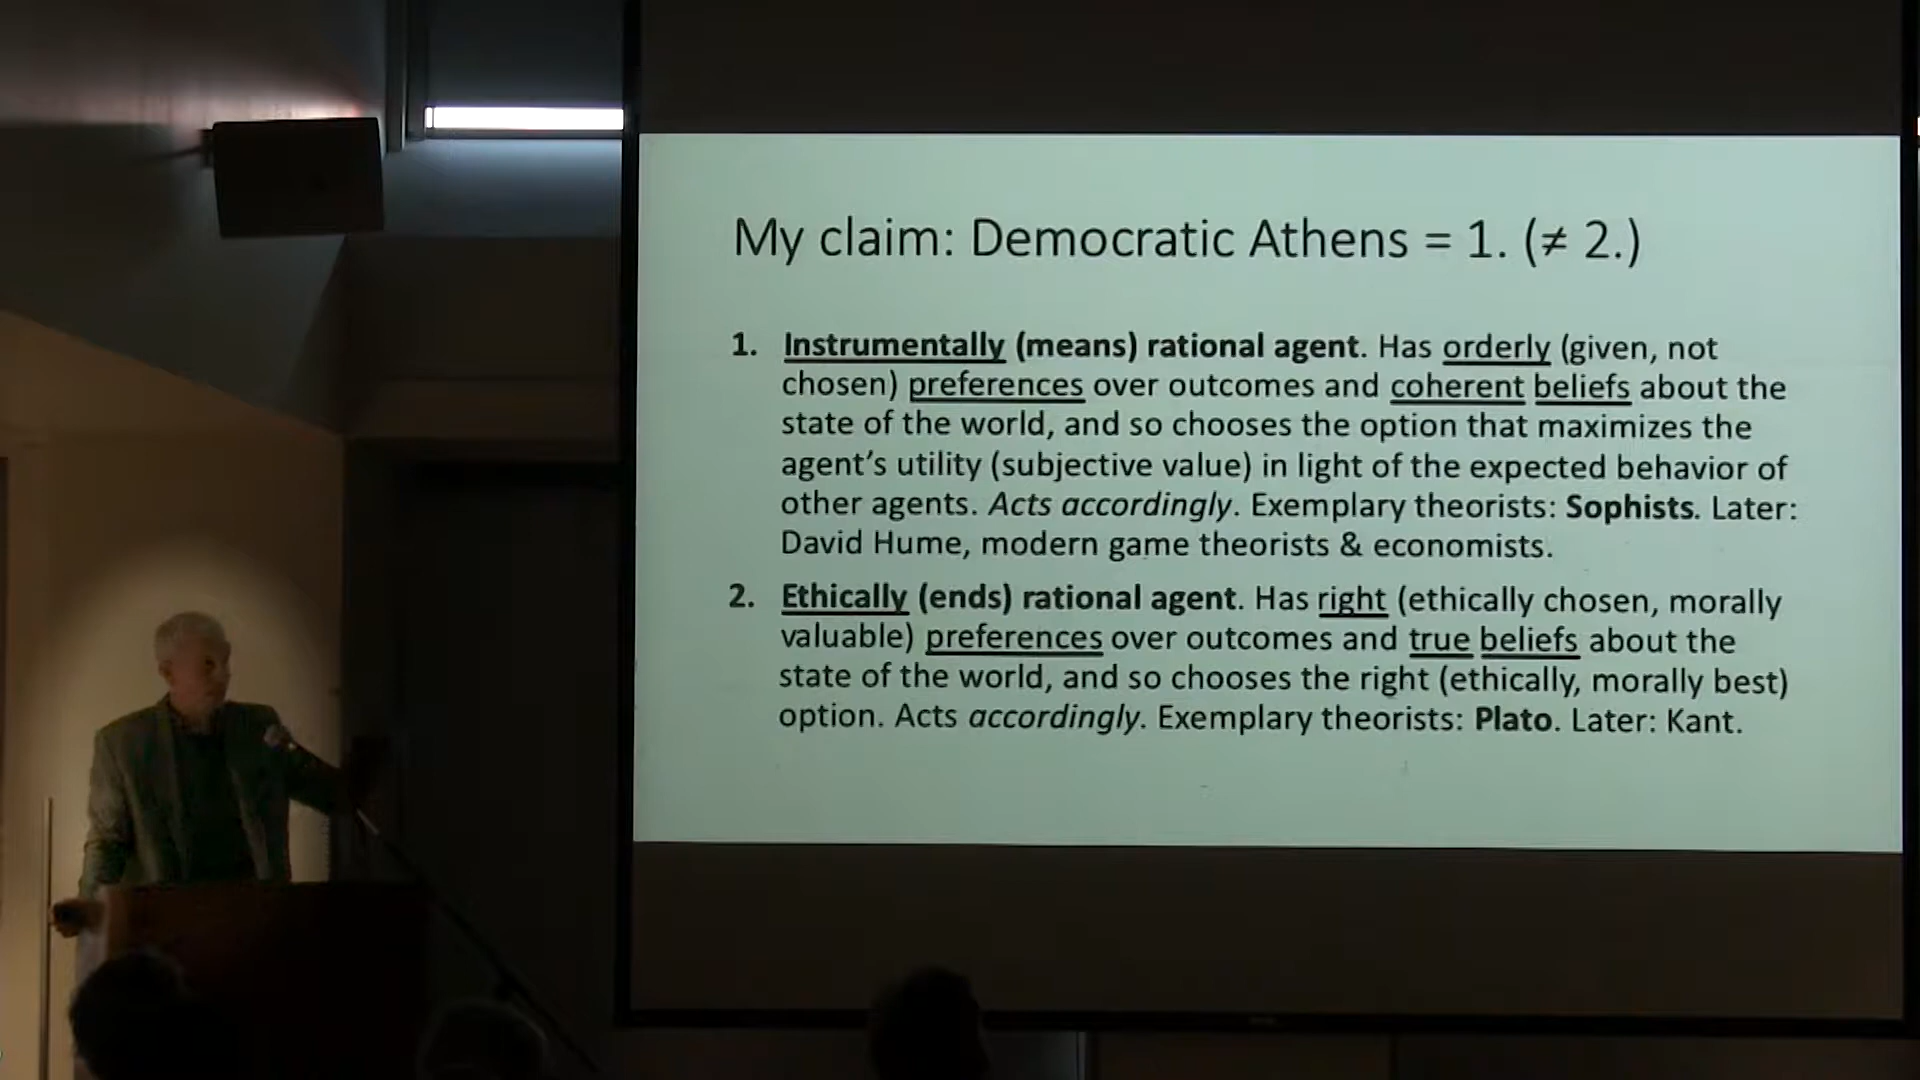 My claim: Democratic Athens = 1. (≠ 2.)
1. Instrumentally (means) rational agent. Has orderly (given, not
chosen) preferences over outcomes and coherent beliefs about the
state of the world, and so chooses the option that maximizes the
agent’s utility (subjective value) in light of the expected behavior of
other agents. Acts accordingly. Exemplary theorists: Sophists. Later:
David Hume, modern game theorists & economists.
2. Ethically (ends) rational agent. Has right (ethically chosen, morally
valuable) preferences over outcomes and true beliefs about the
state of the world, and so chooses the right (ethically, morally best)
option. Acts accordingly. Exemplary theorists: Plato. Later: Kant.